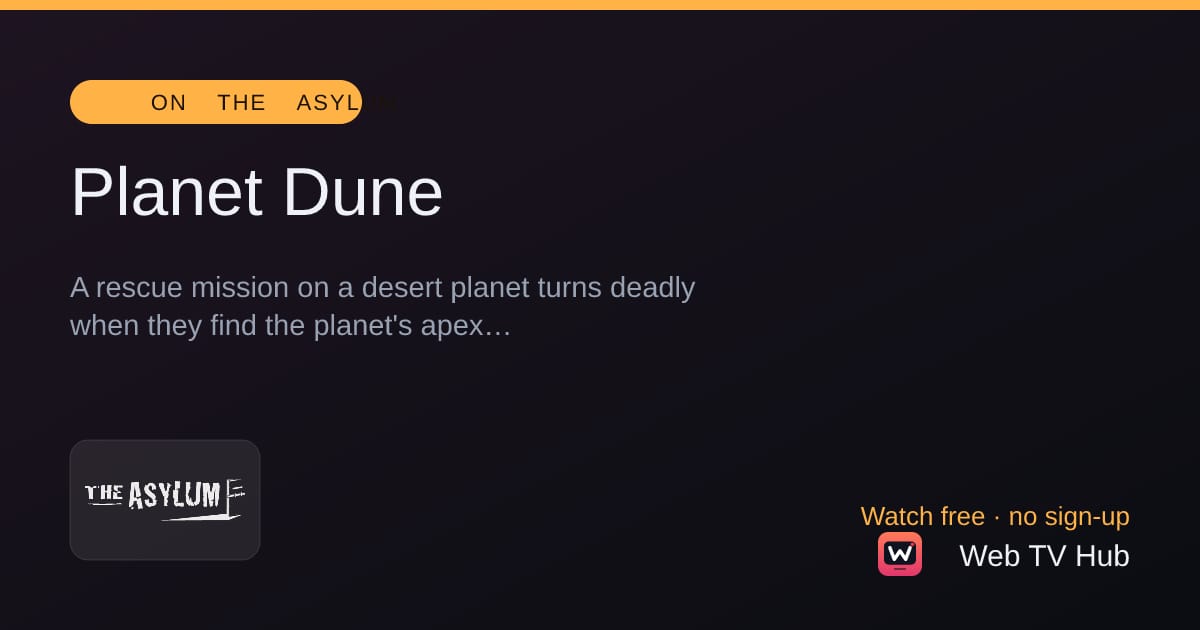 ON THE ASYL
Planet Dune
A rescue mission on a desert planet turns deadly
when they find the planet's apex…
THE ASYLUM
Watch free · no sign-up
W
Web TV Hub